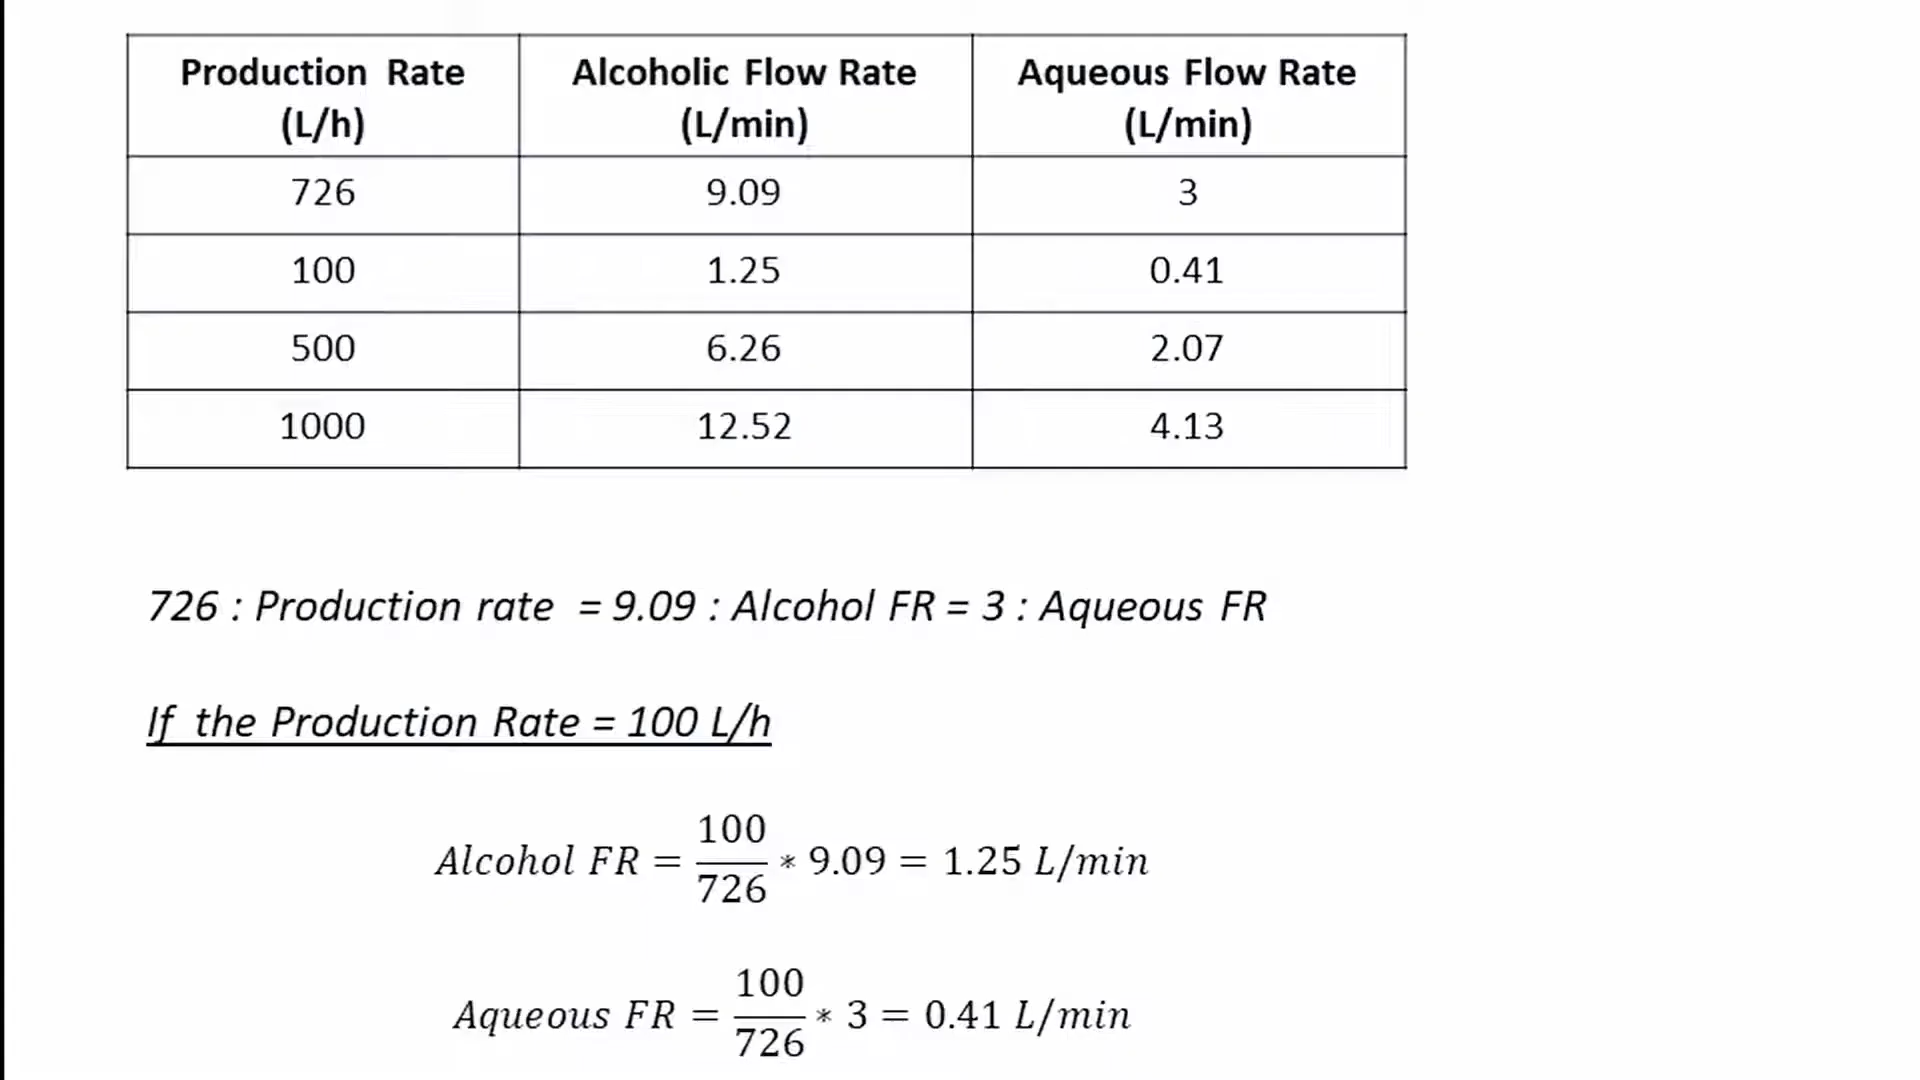 Production Rate (L/h) Alcoholic Flow Rate (L/min) Aqueous Flow Rate (L/min)
726 9.09 3
100 1.25 0.41
500 6.26 2.07
1000 12.52 4.13
726 : Production rate = 9.09 : Alcohol FR = 3 : Aqueous FR
If the Production Rate = 100 L/h
Alcohol FR = 100/726 * 9.09 = 1.25 L/min
Aqueous FR = 100/726 * 3 = 0.41 L/min